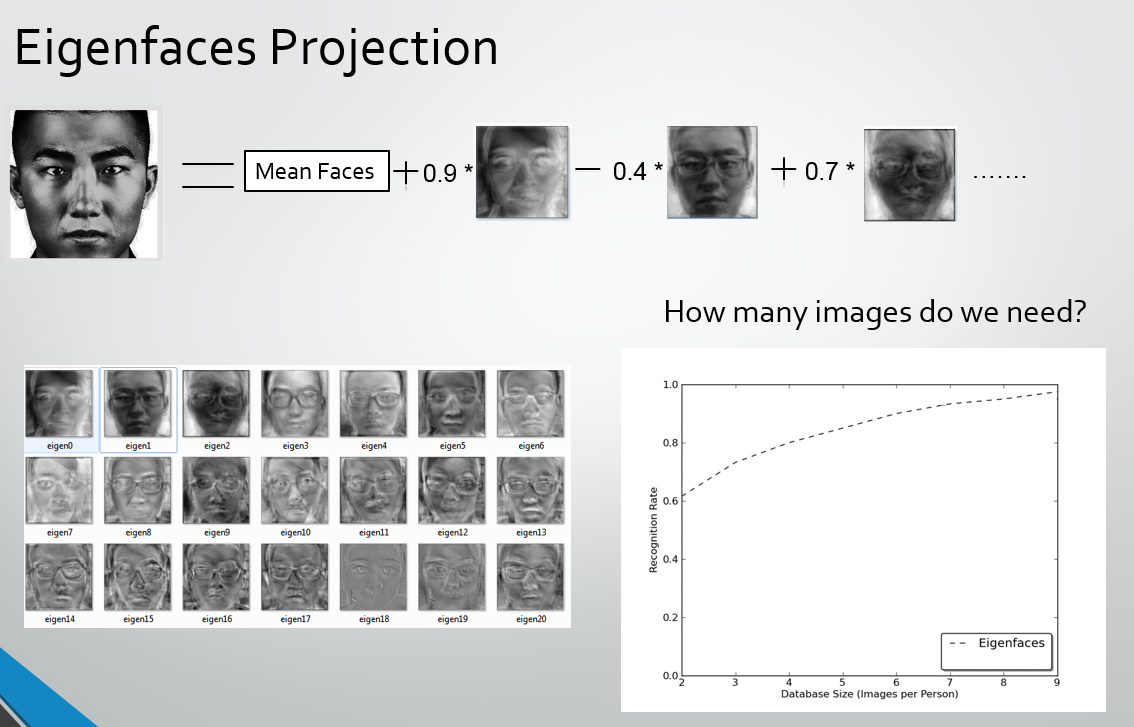 Eigenfaces Projection
Mean Faces + 0.9 * — 0.4 * + 0.7 * .......
How many images do we need?
eigen0 eigen1 eigen2 eigen3 eigen4 eigen5 eigen6
eigen7 eigen8 eigen9 eigen10 eigen11 eigen12 eigen13
eigen14 eigen15 eigen16 eigen17 eigen18 eigen19 eigen20
1.0
0.8
0.6
0.4
0.2
0.0
Recognition Rate
Eigenfaces
2 3 4 5 6 7 8 9
Database Size (Images per Person)